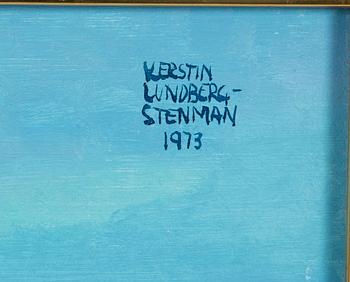 KERSTIN
LUNDBERG-
STENMAN
1973